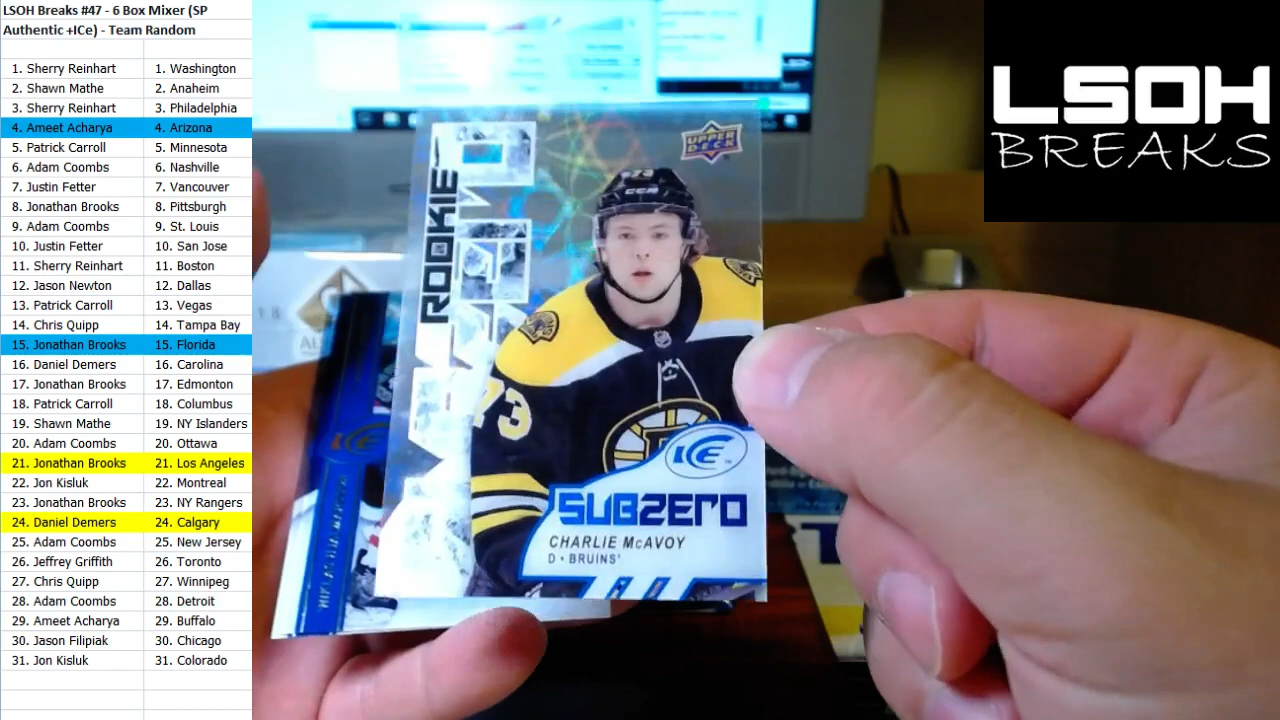 LSOH Breaks #47 - 6 Box Mixer (SP
Authentic +ICe) - Team Random
1. Sherry Reinhart 1. Washington
2. Shawn Mathe 2. Anaheim
3. Sherry Reinhart 3. Philadelphia
4. Ameet Acharya 4. Arizona
5. Patrick Carroll 5. Minnesota
6. Adam Coombs 6. Nashville
7. Justin Fetter 7. Vancouver
8. Jonathan Brooks 8. Pittsburgh
9. Adam Coombs 9. St. Louis
10. Justin Fetter 10. San Jose
11. Sherry Reinhart 11. Boston
12. Jason Newton 12. Dallas
13. Patrick Carroll 13. Vegas
14. Chris Quipp 14. Tampa Bay
15. Jonathan Brooks 15. Florida
16. Daniel Demers 16. Carolina
17. Jonathan Brooks 17. Edmonton
18. Patrick Carroll 18. Columbus
19. Shawn Mathe 19. NY Islanders
20. Adam Coombs 20. Ottawa
21. Jonathan Brooks 21. Los Angeles
22. Jon Kisluk 22. Montreal
23. Jonathan Brooks 23. NY Rangers
24. Daniel Demers 24. Calgary
25. Adam Coombs 25. New Jersey
26. Jeffrey Griffith 26. Toronto
27. Chris Quipp 27. Winnipeg
28. Adam Coombs 28. Detroit
29. Ameet Acharya 29. Buffalo
30. Jason Filipiak 30. Chicago
31. Jon Kisluk 31. Colorado
ROOKIE
UPPER
DECK
CCM
73
B
ICE
SUBZERO
CHARLIE McAVOY
D • BRUINS
LSOH
BREAKS